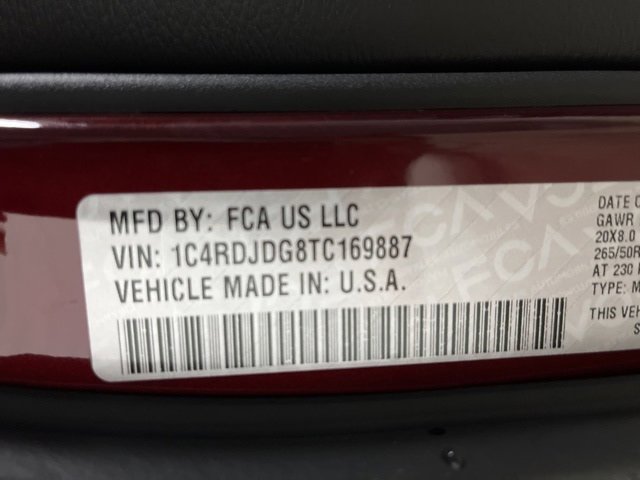 MFD BY: FCA US LLC
VIN: 1C4RDJDG8TC169887
VEHICLE MADE IN: U.S.A.
DATE O
GAWR
20X8.0
265/50R
AT 230
TYPE: M
THIS VEH
S
FCA